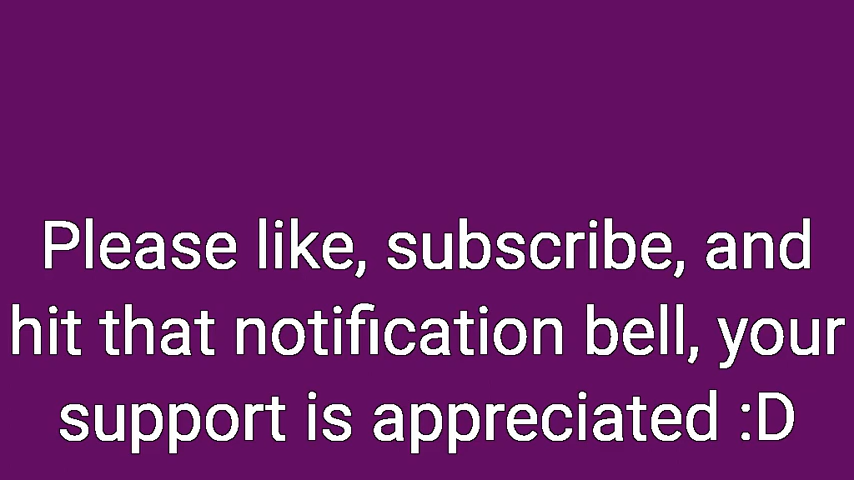 Please like, subscribe, and
hit that notification bell, your
support is appreciated :D